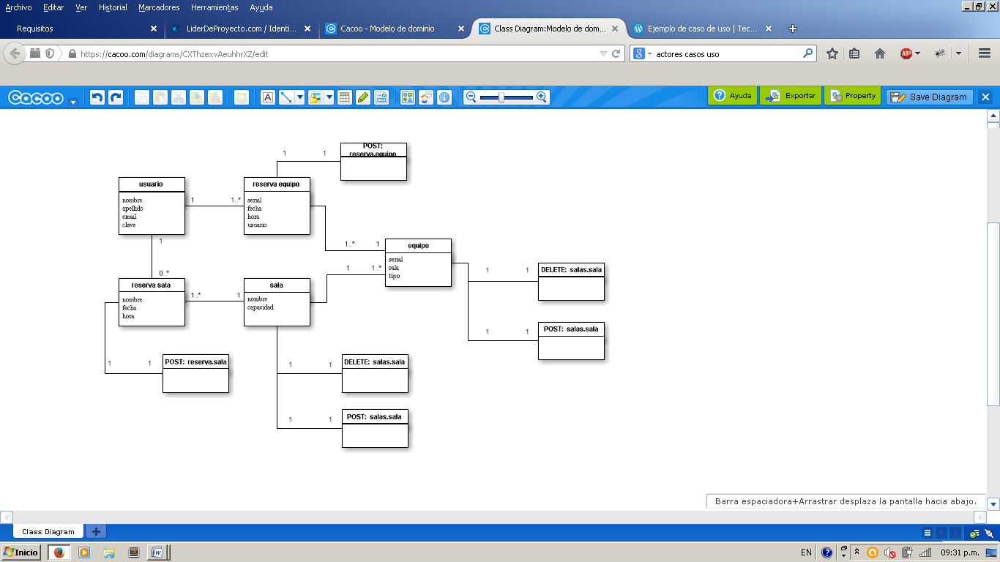 Archivo Editar Ver Historial Marcadores Herramientas Ayuda
Requisitos
LiderDeProyecto.com / Identi...
Cacoo - Modelo de dominio
Class Diagram:Modelo de dom...
Ejemplo de caso de uso | Tec...
https://cacoo.com/diagrams/CXThzexvAeuhhrXZ/edit
actores casos uso
ABP
Cacoo
Ayuda
Exportar
Property
Save Diagram
POST:
reserva.equipo
1 1
usuario
nombre
apellido
email
clave
1 1..*
reserva equipo
serial
fecha
hora
usuario
1..* 1
equipo
serial
sala
tipo
1
0..*
1 1..*
1 1
DELETE: salas.sala
reserva sala
nombre
fecha
hora
1..* 1
sala
nombre
capacidad
1 1
POST: salas.sala
1 1
POST: reserva.sala
1 1
DELETE: salas.sala
1 1
POST: salas.sala
Barra espaciadora+Arrastrar desplaza la pantalla hacia abajo.
Class Diagram
Inicio
EN
09:31 p.m.